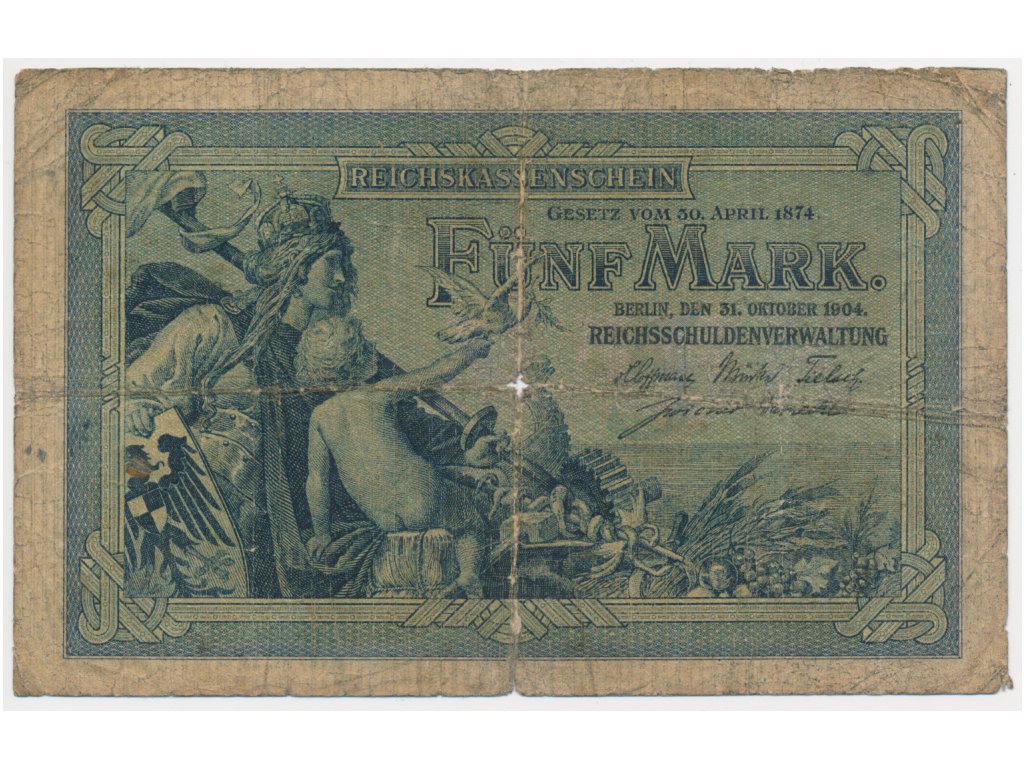 REICHSKASSENSCHEIN
GESETZ VOM 30. APRIL 1874.
FÜNF MARK.
BERLIN, DEN 31. OKTOBER 1904.
REICHSSCHULDENVERWALTUNG